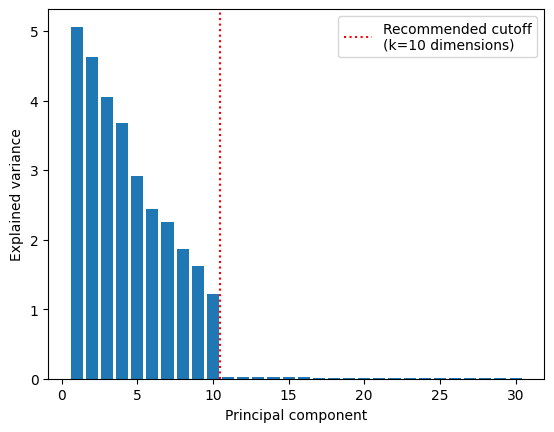 Recommended cutoff
(k=10 dimensions)
Explained variance
5
4
3
2
1
0
0 5 10 15 20 25 30
Principal component